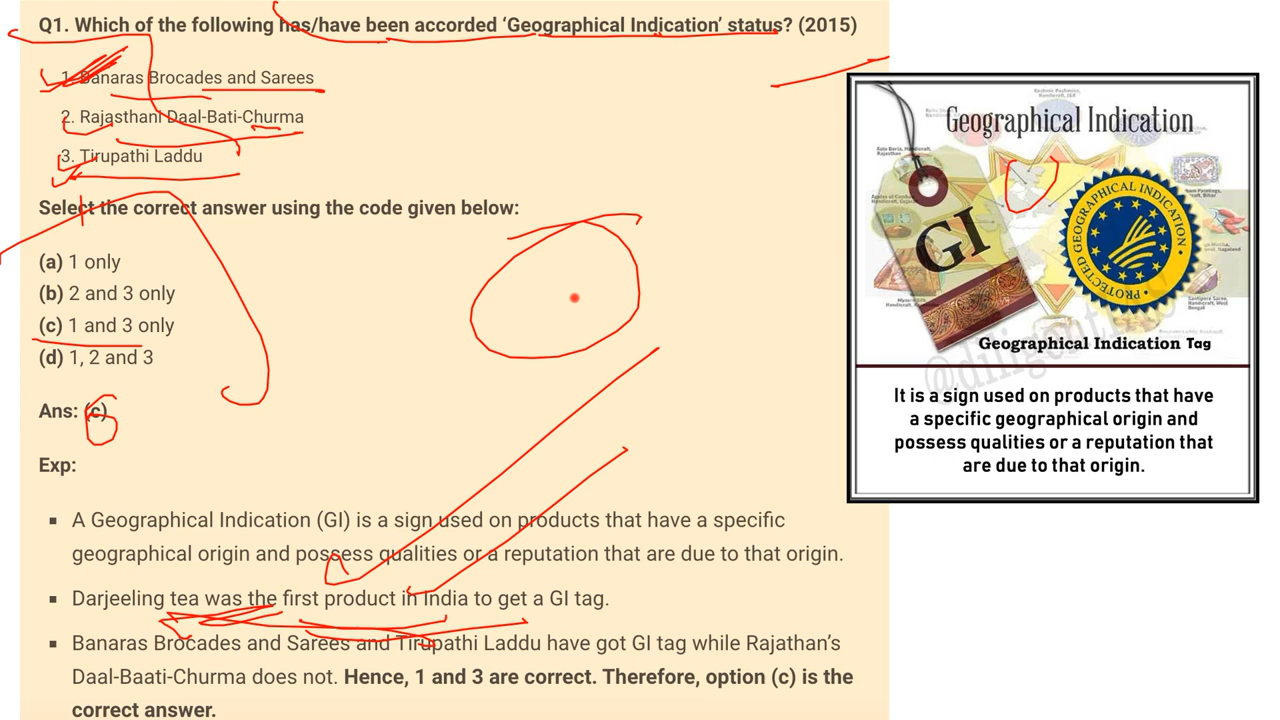 Q1. Which of the following has/have been accorded ‘Geographical Indication’ status? (2015)
1. Banaras Brocades and Sarees
2. Rajasthani Daal-Bati-Churma
3. Tirupathi Laddu
Select the correct answer using the code given below:
(a) 1 only
(b) 2 and 3 only
(c) 1 and 3 only
(d) 1, 2 and 3
Ans: (c)
Exp:
▪ A Geographical Indication (GI) is a sign used on products that have a specific
geographical origin and possess qualities or a reputation that are due to that origin.
▪ Darjeeling tea was the first product in India to get a GI tag.
▪ Banaras Brocades and Sarees and Tirupathi Laddu have got GI tag while Rajathan’s
Daal-Baati-Churma does not. Hence, 1 and 3 are correct. Therefore, option (c) is the
correct answer.
Geographical Indication
GI
PROTECTED GEOGRAPHICAL INDICATION
Geographical Indication Tag
It is a sign used on products that have
a specific geographical origin and
possess qualities or a reputation that
are due to that origin.